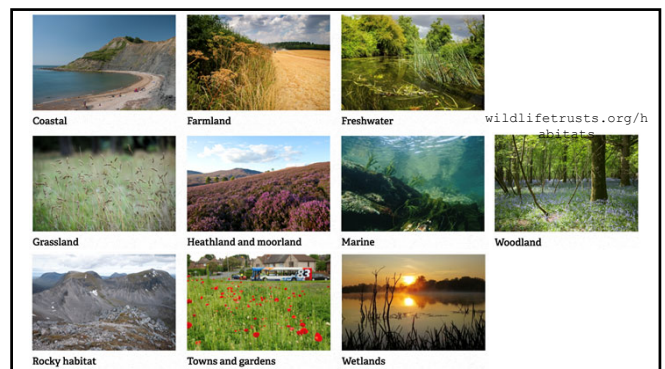 Coastal
Farmland
Freshwater
wildlifetrusts.org/h
abitats
Grassland
Heathland and moorland
Marine
Woodland
Rocky habitat
Towns and gardens
Wetlands